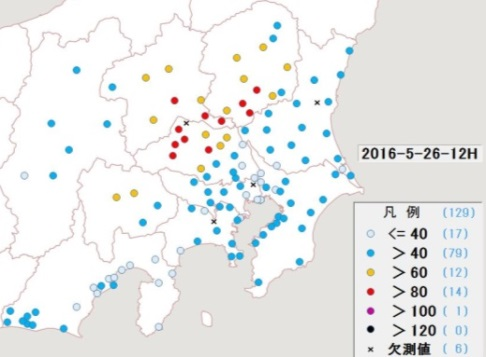 2016-5-26-12H
凡 例 (129)
<= 40 (17)
> 40 (79)
> 60 (12)
> 80 (14)
> 100 ( 1)
> 120 ( 0)
× 欠測値 ( 6)